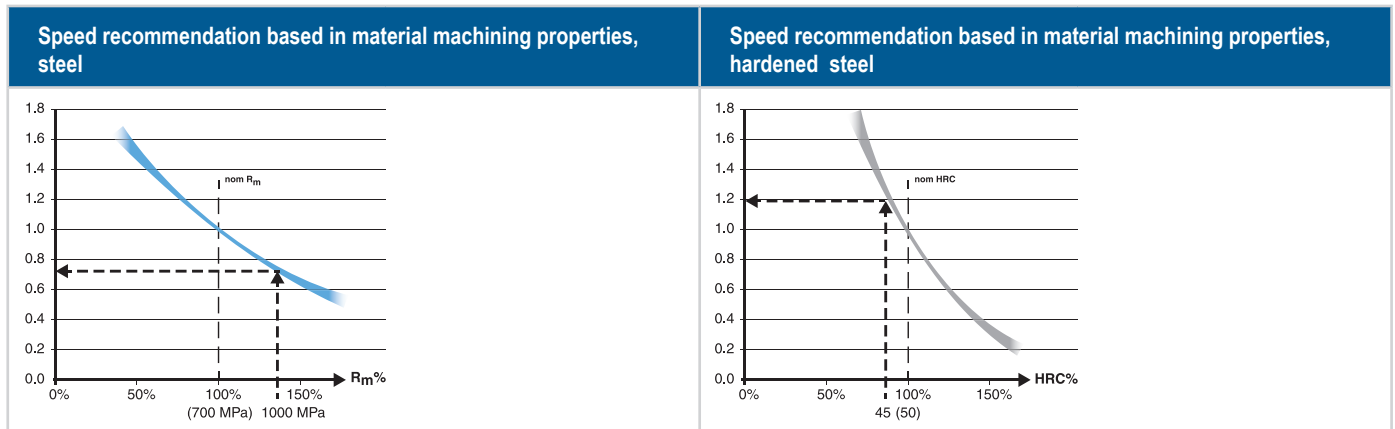 Speed recommendation based in material machining properties,
steel
1.8
1.6
1.4
1.2
1.0
0.8
0.6
0.4
0.2
0.0
nom Rm
0% 50% 100% 150% Rm%
(700 MPa) 1000 MPa
Speed recommendation based in material machining properties,
hardened steel
1.8
1.6
1.4
1.2
1.0
0.8
0.6
0.4
0.2
0.0
nom HRC
0% 50% 100% 150% HRC%
45 (50)